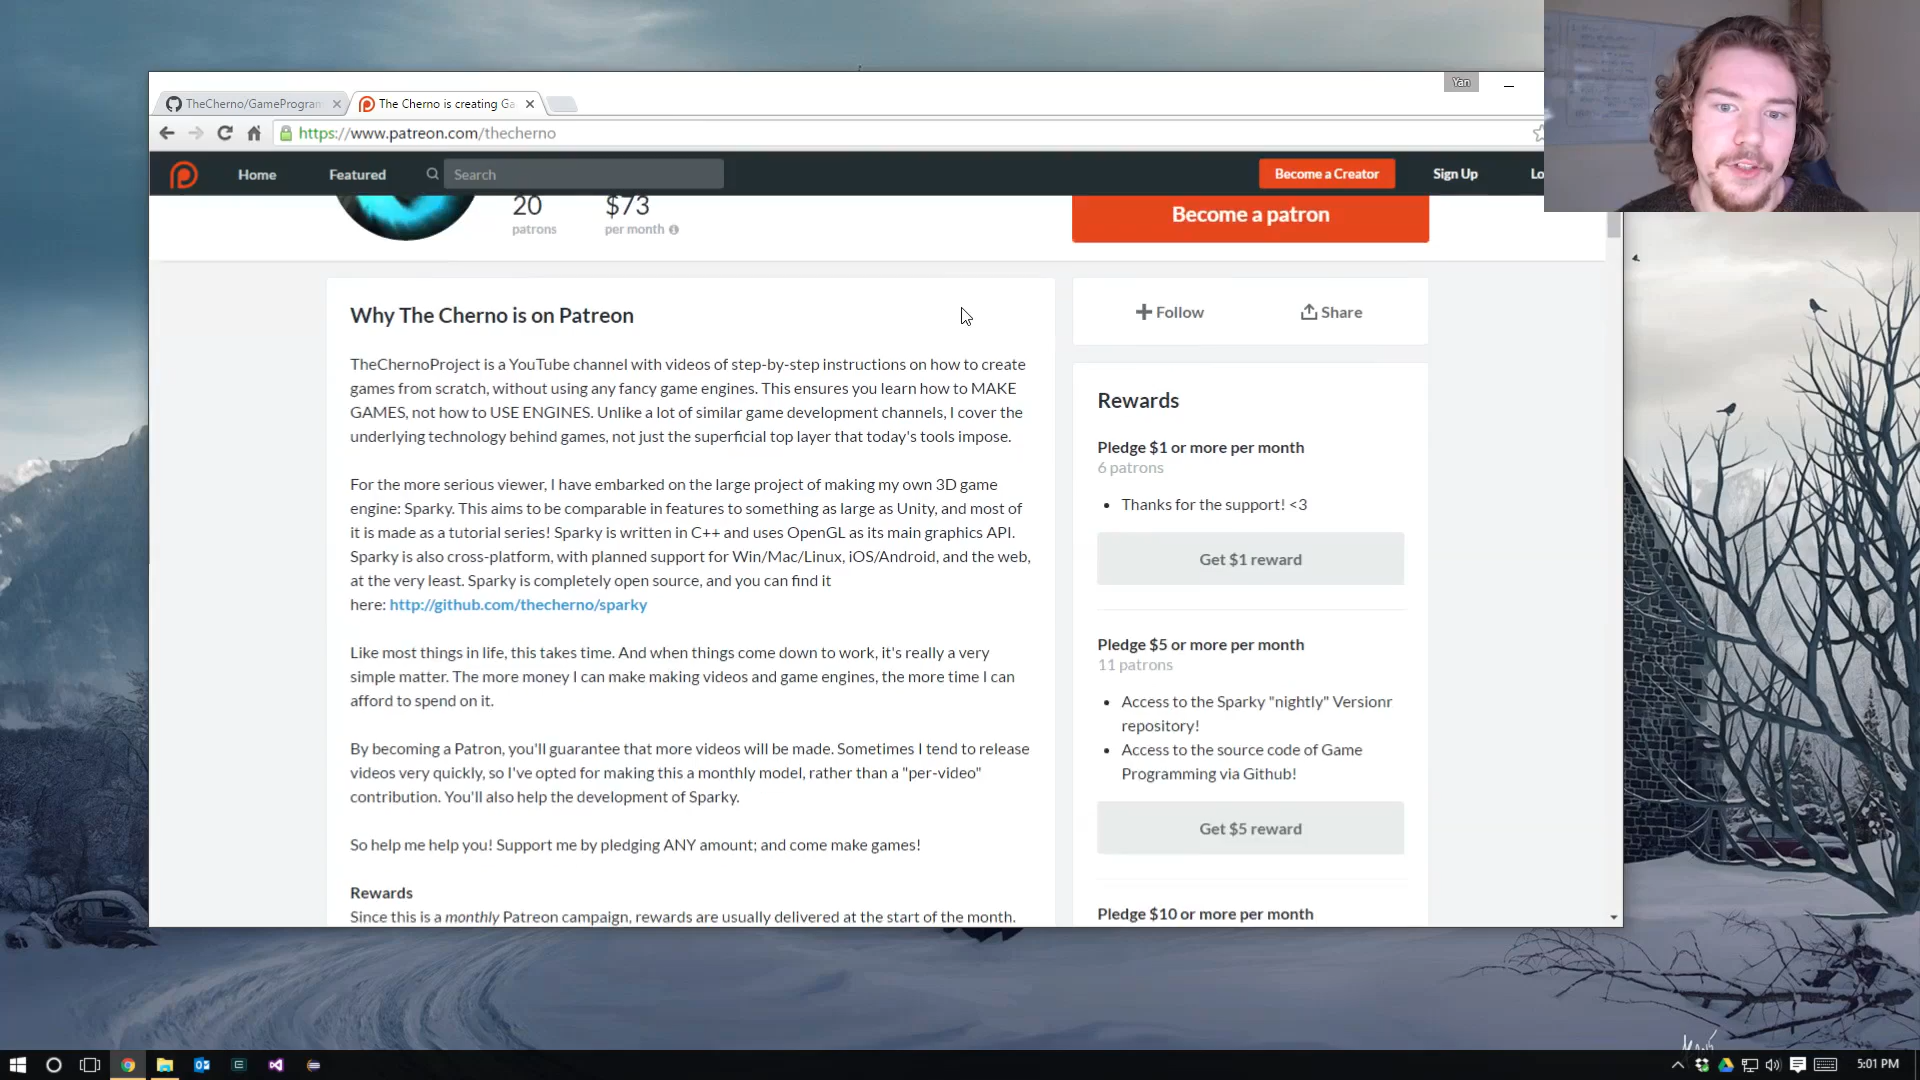 Yan
TheCherno/GameProgram
The Cherno is creating Ga
https://www.patreon.com/thecherno
Home
Featured
Search
Become a Creator
Sign Up
Lo
20
patrons
$73
per month
Become a patron
Why The Cherno is on Patreon
TheChernoProject is a YouTube channel with videos of step-by-step instructions on how to create
games from scratch, without using any fancy game engines. This ensures you learn how to MAKE
GAMES, not how to USE ENGINES. Unlike a lot of similar game development channels, I cover the
underlying technology behind games, not just the superficial top layer that today's tools impose.
For the more serious viewer, I have embarked on the large project of making my own 3D game
engine: Sparky. This aims to be comparable in features to something as large as Unity, and most of
it is made as a tutorial series! Sparky is written in C++ and uses OpenGL as its main graphics API.
Sparky is also cross-platform, with planned support for Win/Mac/Linux, iOS/Android, and the web,
at the very least. Sparky is completely open source, and you can find it
here: http://github.com/thecherno/sparky
Like most things in life, this takes time. And when things come down to work, it's really a very
simple matter. The more money I can make making videos and game engines, the more time I can
afford to spend on it.
By becoming a Patron, you'll guarantee that more videos will be made. Sometimes I tend to release
videos very quickly, so I've opted for making this a monthly model, rather than a "per-video"
contribution. You'll also help the development of Sparky.
So help me help you! Support me by pledging ANY amount; and come make games!
Rewards
Since this is a monthly Patreon campaign, rewards are usually delivered at the start of the month.
Follow
Share
Rewards
Pledge $1 or more per month
6 patrons
Thanks for the support! <3
Get $1 reward
Pledge $5 or more per month
11 patrons
Access to the Sparky "nightly" Versionr
repository!
Access to the source code of Game
Programming via Github!
Get $5 reward
Pledge $10 or more per month
5:01 PM